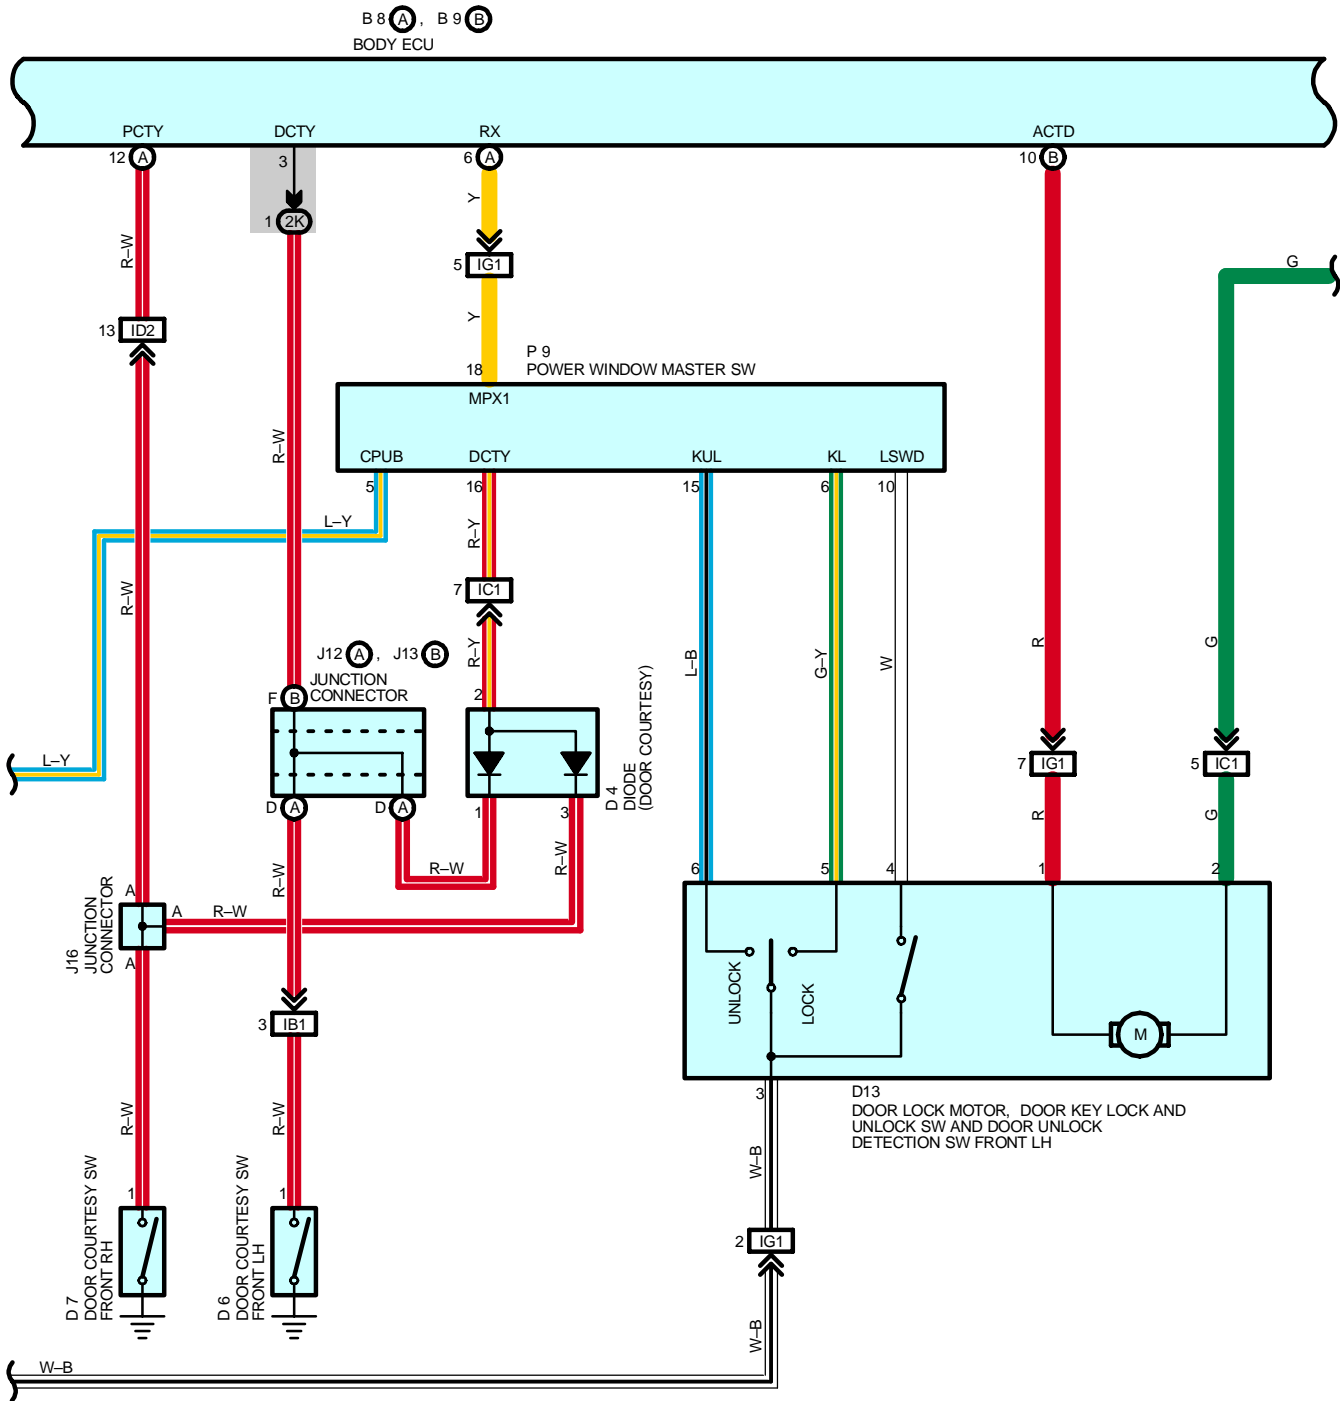 B 8 A , B 9 B
BODY ECU
PCTY
DCTY
RX
ACTD
12 A
3
6 A
10 B
1 2K
Y
R–W
5 IG1
G
13 ID2
Y
P 9
POWER WINDOW MASTER SW
18
MPX1
R–W
CPUB
DCTY
KUL
KL
LSWD
5
16
15
6
10
L–Y
R–Y
R–W
7 IC1
J12 A , J13 B
JUNCTION
CONNECTOR
R–Y
L–B
G–Y
W
R
G
F B
2
D 4
DIODE
(DOOR COURTESY)
L–Y
7 IG1
5 IC1
D A
D A
1
3
R
G
R–W
R–W
R–W
6
5
4
1
2
A
A
R–W
J16
JUNCTION
CONNECTOR
A
UNLOCK
LOCK
3 IB1
M
3
D13
DOOR LOCK MOTOR, DOOR KEY LOCK AND
UNLOCK SW AND DOOR UNLOCK
DETECTION SW FRONT LH
R–W
R–W
W–B
1
1
D 7
DOOR COURTESY SW
FRONT RH
D 6
DOOR COURTESY SW
FRONT LH
2 IG1
W–B
W–B